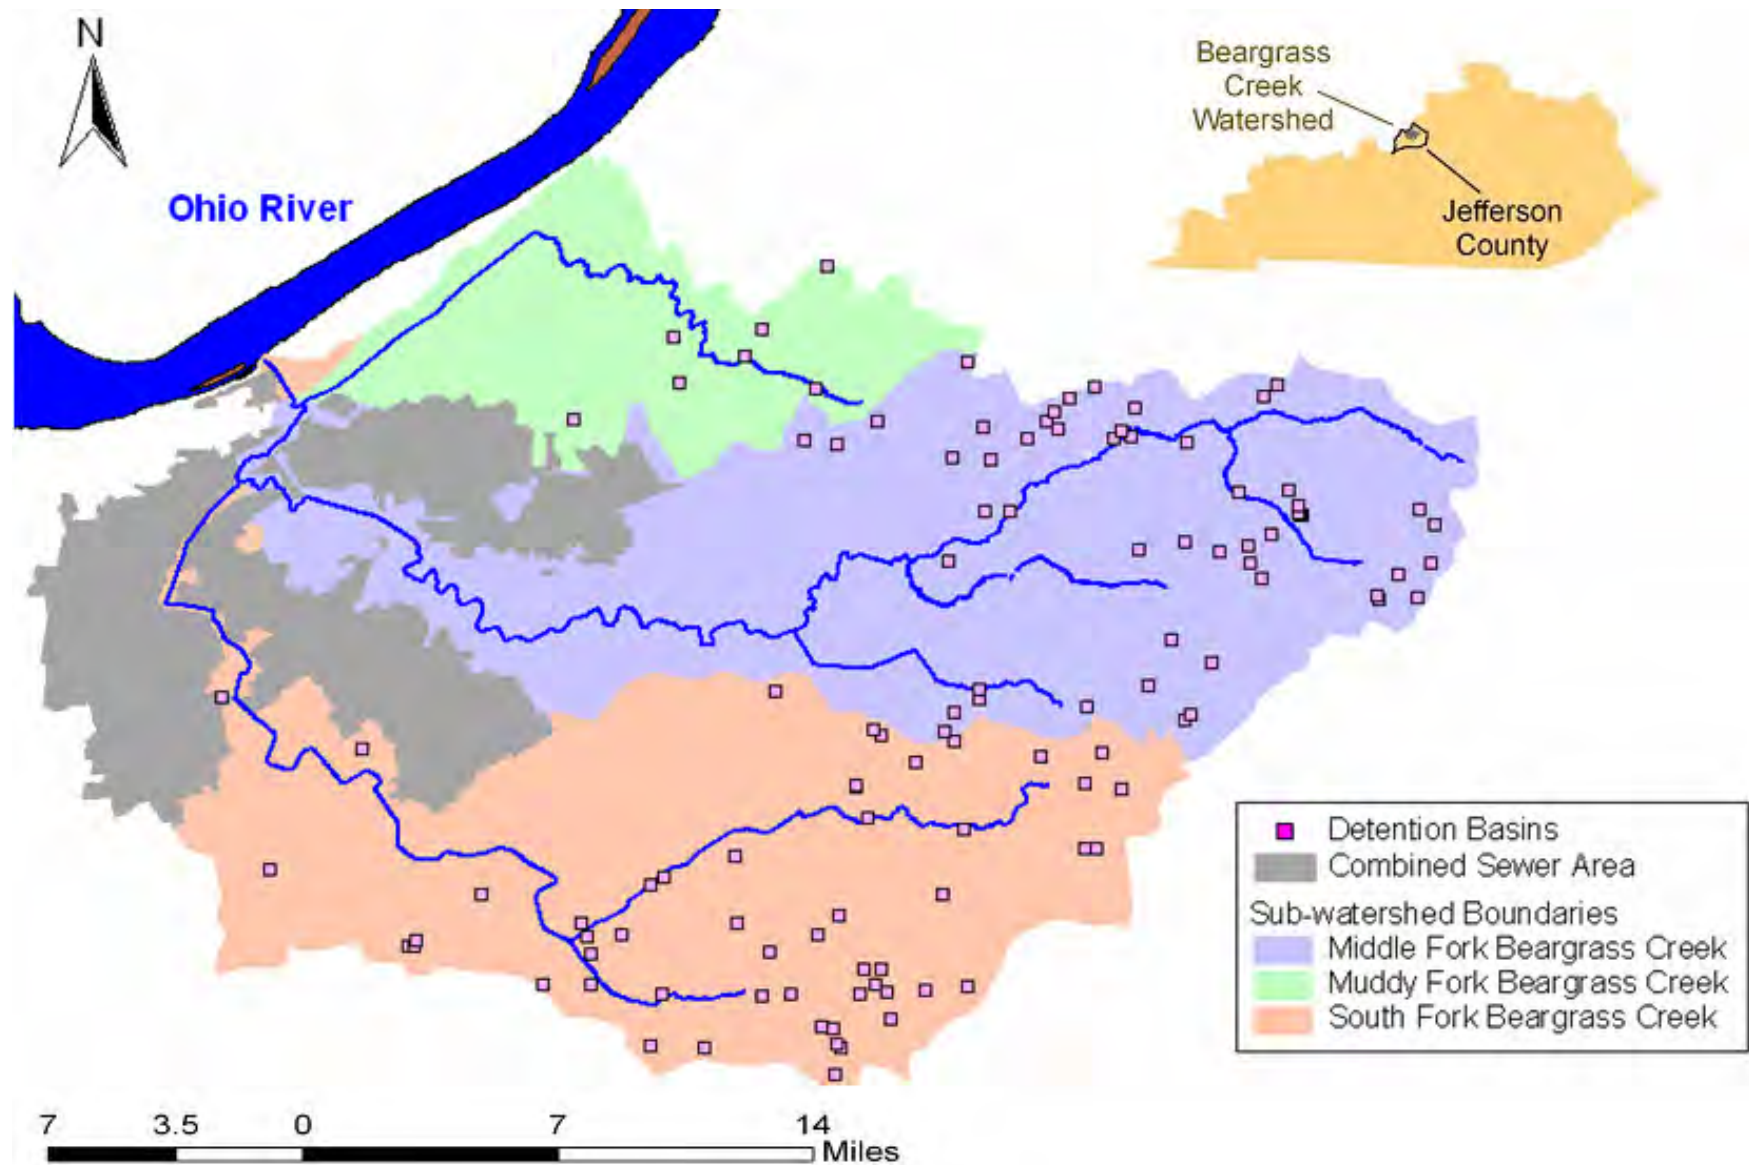 N
Ohio River
Beargrass
Creek
Watershed
Jefferson
County
Detention Basins
Combined Sewer Area
Sub-watershed Boundaries
Middle Fork Beargrass Creek
Muddy Fork Beargrass Creek
South Fork Beargrass Creek
7 3.5 0 7 14
Miles